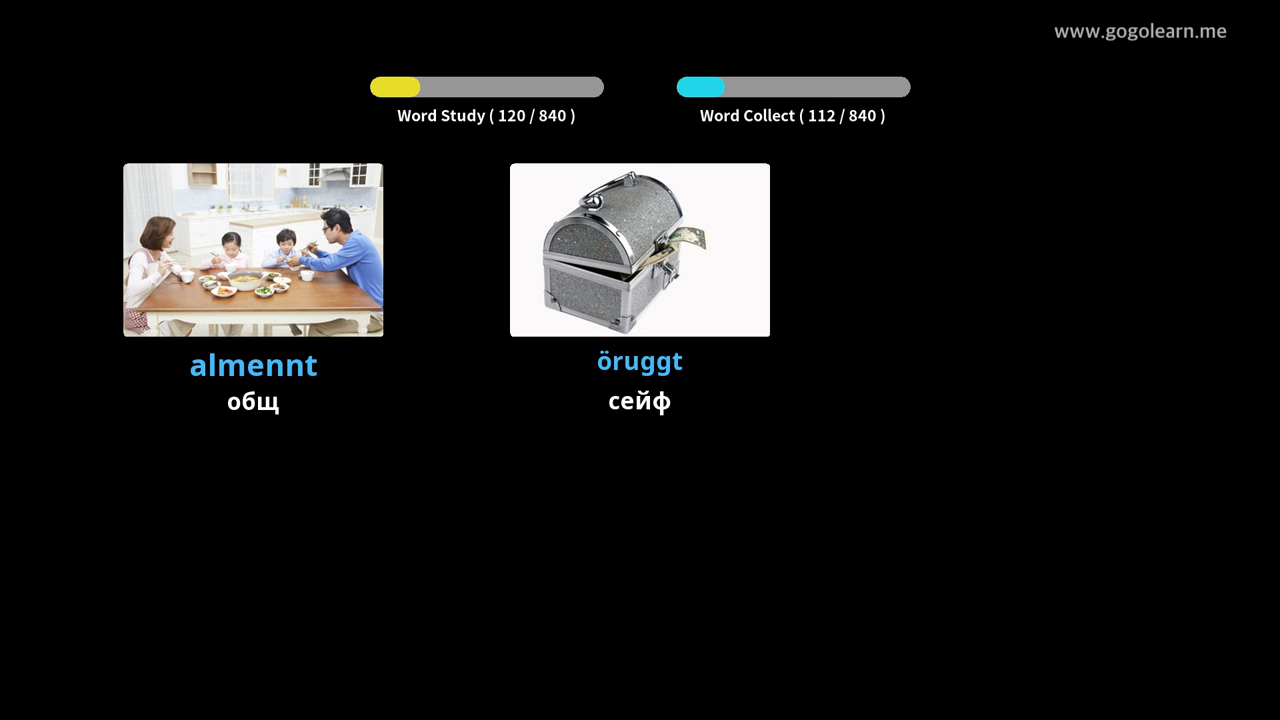 www.gogolearn.me
Word Study ( 120 / 840 )
Word Collect ( 112 / 840 )
almennt
общ
öruggt
сейф